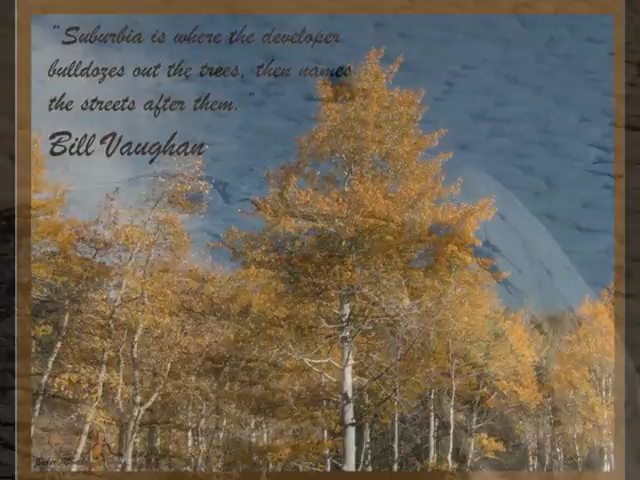 "Suburbia is where the developer
bulldozes out the trees, then names
the streets after them."
Bill Vaughan